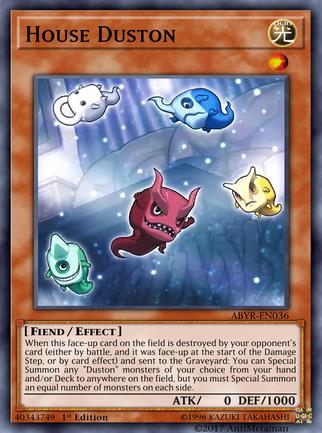 House Duston
LIGHT
光
ABYR-EN036
[Fiend / Effect]
When this face-up card on the field is destroyed by your opponent's
card (either by battle, and it was face-up at the start of the Damage
Step, or by card effect) and sent to the Graveyard: You can Special
Summon any "Duston" monsters of your choice from your hand
and/or Deck to anywhere on the field, but you must Special Summon
an equal number of monsters on each side.
ATK/ 0 DEF/1000
40343749 1st Edition ©1996 KAZUKI TAKAHASHI
©2017 AntiMetaman